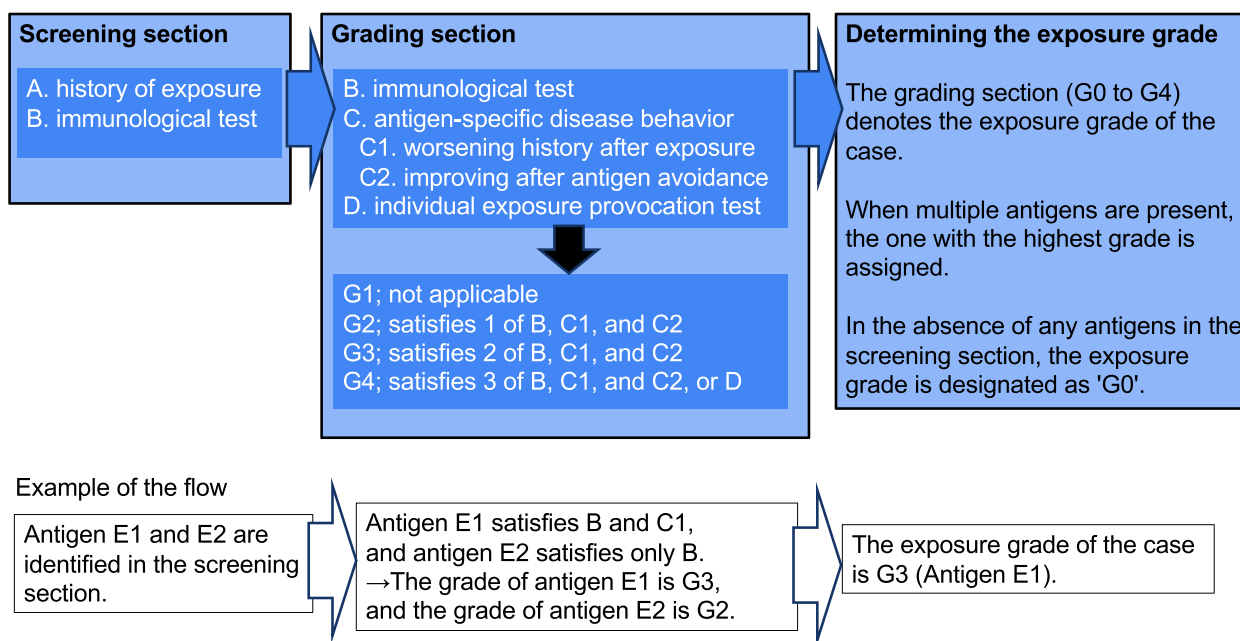 Screening section
A. history of exposure
B. immunological test
Grading section
B. immunological test
C. antigen-specific disease behavior
C1. worsening history after exposure
C2. improving after antigen avoidance
D. individual exposure provocation test
G1; not applicable
G2; satisfies 1 of B, C1, and C2
G3; satisfies 2 of B, C1, and C2
G4; satisfies 3 of B, C1, and C2, or D
Determining the exposure grade
The grading section (G0 to G4)
denotes the exposure grade of the
case.
When multiple antigens are present,
the one with the highest grade is
assigned.
In the absence of any antigens in the
screening section, the exposure
grade is designated as 'G0'.
Example of the flow
Antigen E1 and E2 are
identified in the screening
section.
Antigen E1 satisfies B and C1,
and antigen E2 satisfies only B.
→The grade of antigen E1 is G3,
and the grade of antigen E2 is G2.
The exposure grade of the case
is G3 (Antigen E1).